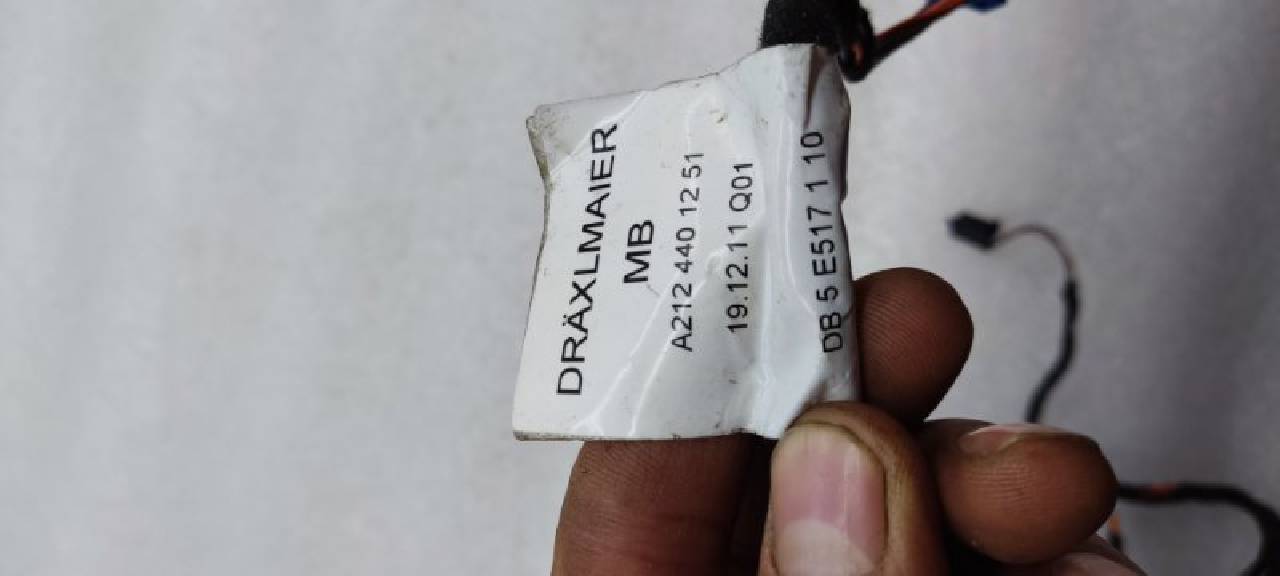 DRÄXLMAIER
MB
A212 440 12 51
19.12.11 Q01
DB 5 E517 1 10